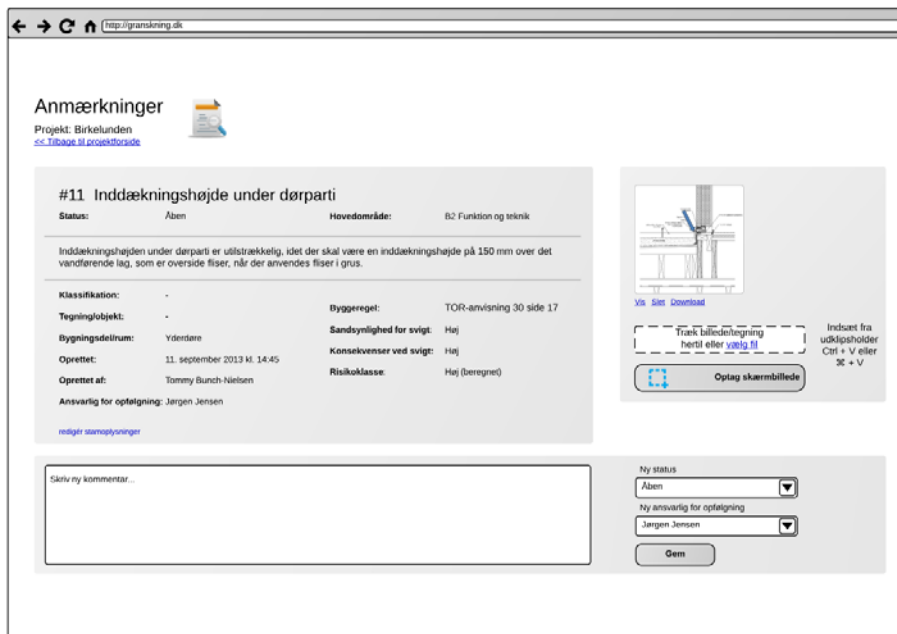 http://granskning.dk
Anmærkninger
Projekt: Birkelunden
<< Tilbage til projektforside
#11 Inddækningshøjde under dørparti
Status: Åben Hovedområde: B2 Funktion og teknik
Inddækningshøjden under dørparti er utilstrækkelig, idet der skal være en inddækningshøjde på 150 mm over det
vandførende lag, som er overside fliser, når der anvendes fliser i grus.
Klassifikation: -
Tegning/objekt: -
Bygningsdel/rum: Yderdøre
Oprettet: 11. september 2013 kl. 14:45
Oprettet af: Tommy Bunch-Nielsen
Ansvarlig for opfølgning: Jørgen Jensen
Byggeregel: TOR-anvisning 30 side 17
Sandsynlighed for svigt: Høj
Konsekvenser ved svigt: Høj
Risikoklasse: Høj (beregnet)
redigér stamoplysninger
Vis Slet Download
Træk billede/tegning
hertil eller vælg fil
Indsæt fra
udklipsholder
Ctrl + V eller
⌘ + V
Optag skærmbillede
Skriv ny kommentar...
Ny status
Åben
Ny ansvarlig for opfølgning
Jørgen Jensen
Gem